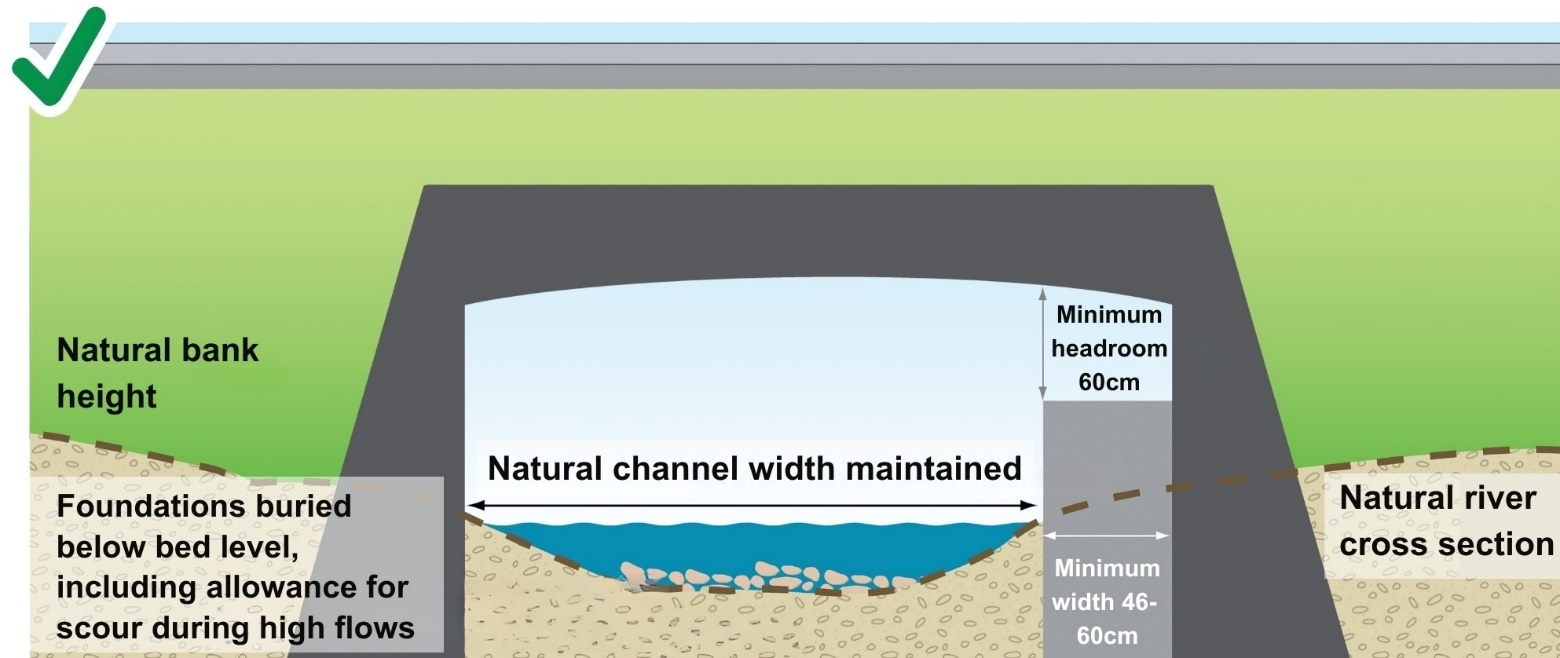 Natural bank
height
Foundations buried
below bed level,
including allowance for
scour during high flows
Natural channel width maintained
Minimum
headroom
60cm
Minimum
width 46-
60cm
Natural river
cross section